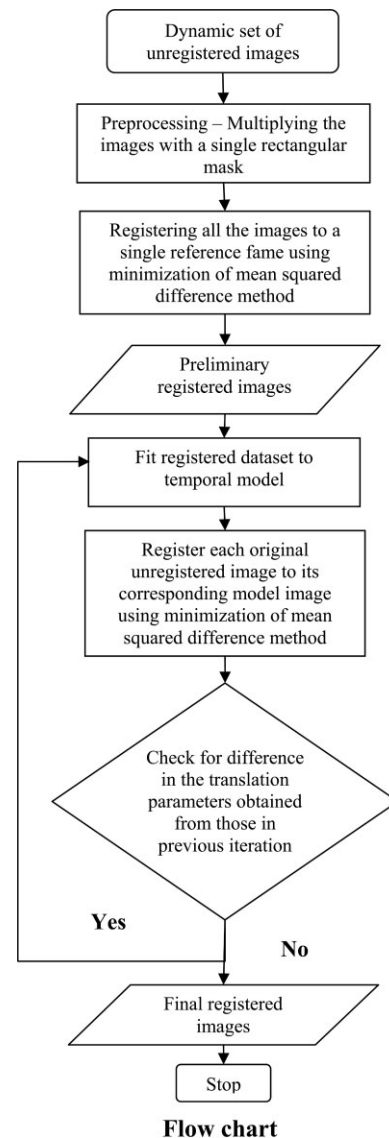 Dynamic set of
unregistered images
Preprocessing – Multiplying the
images with a single rectangular
mask
Registering all the images to a
single reference fame using
minimization of mean squared
difference method
Preliminary
registered images
Fit registered dataset to
temporal model
Register each original
unregistered image to its
corresponding model image
using minimization of mean
squared difference method
Check for difference
in the translation
parameters obtained
from those in
previous iteration
Yes
No
Final registered
images
Stop
Flow chart